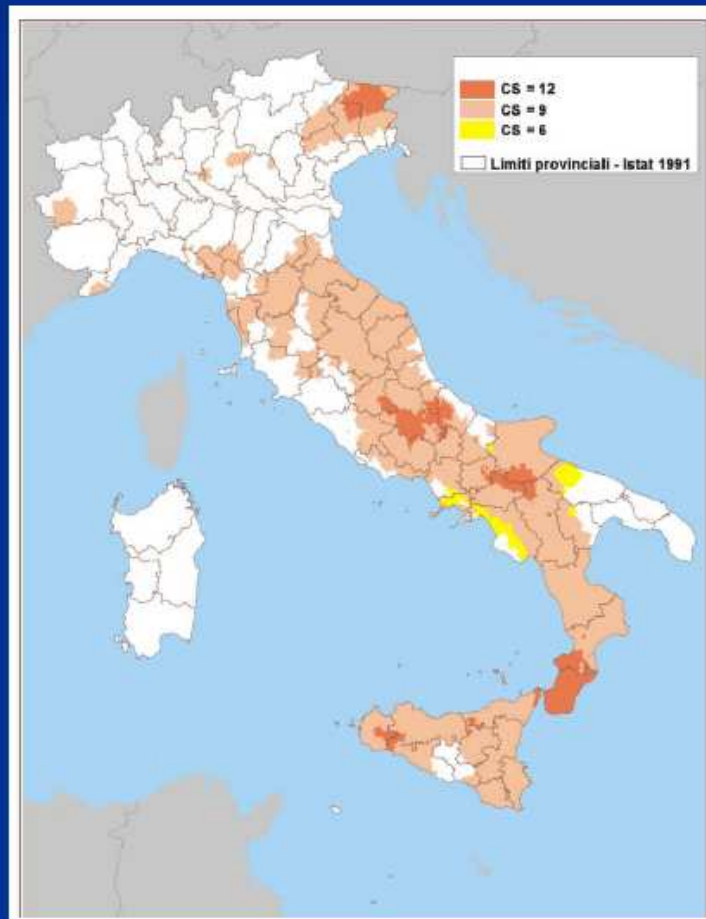 CS = 12
CS = 9
CS = 6
Limiti provinciali - Istat 1991